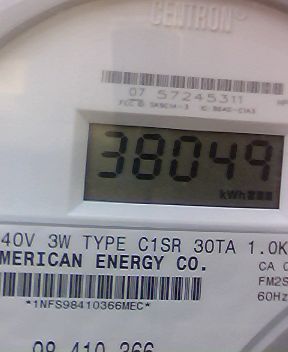 CENTRON®
07 57245311
38049
kWh
40V 3W TYPE C1SR 30TA 1.0K
MERICAN ENERGY CO.
CA
FM2S
*1NFS98410366MEC*
60Hz
98 410 366